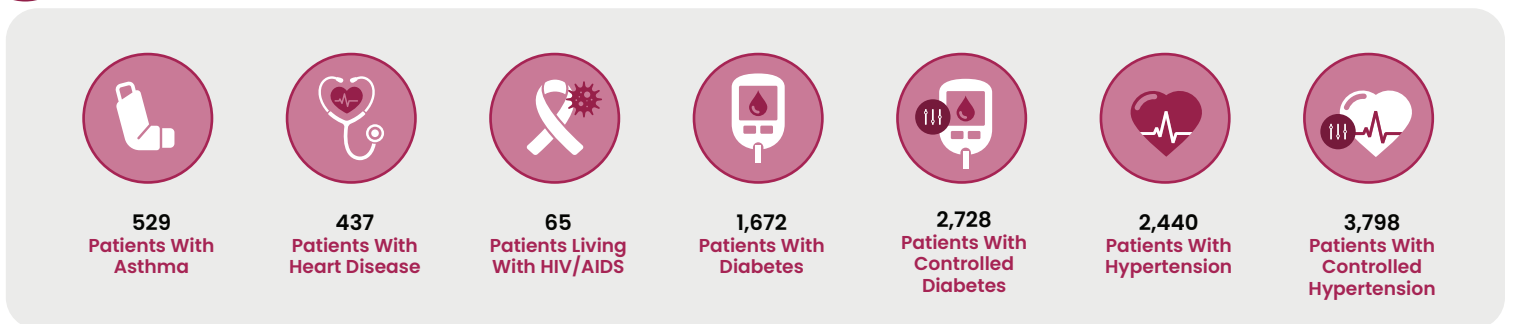 529
Patients With
Asthma
437
Patients With
Heart Disease
65
Patients Living
With HIV/AIDS
1,672
Patients With
Diabetes
2,728
Patients With
Controlled
Diabetes
2,440
Patients With
Hypertension
3,798
Patients With
Controlled
Hypertension